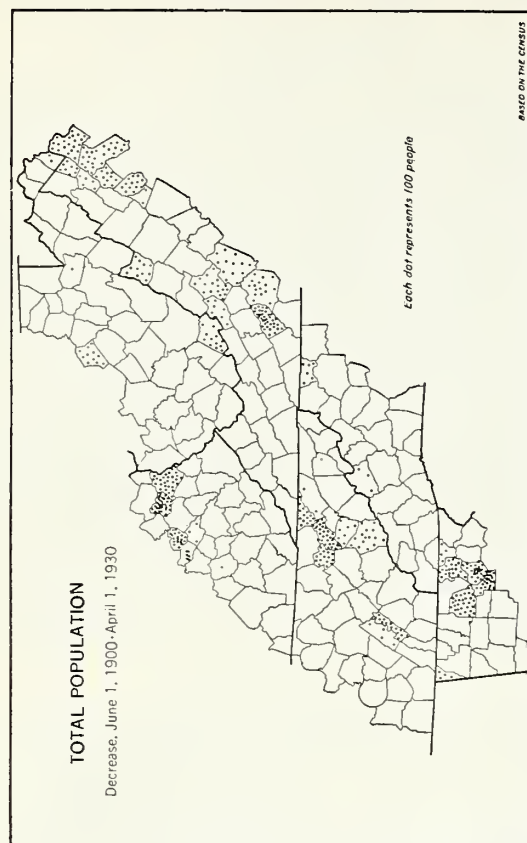 TOTAL POPULATION
Decrease, June 1, 1900-April 1, 1930
Each dot represents 100 people
BASED ON THE CENSUS